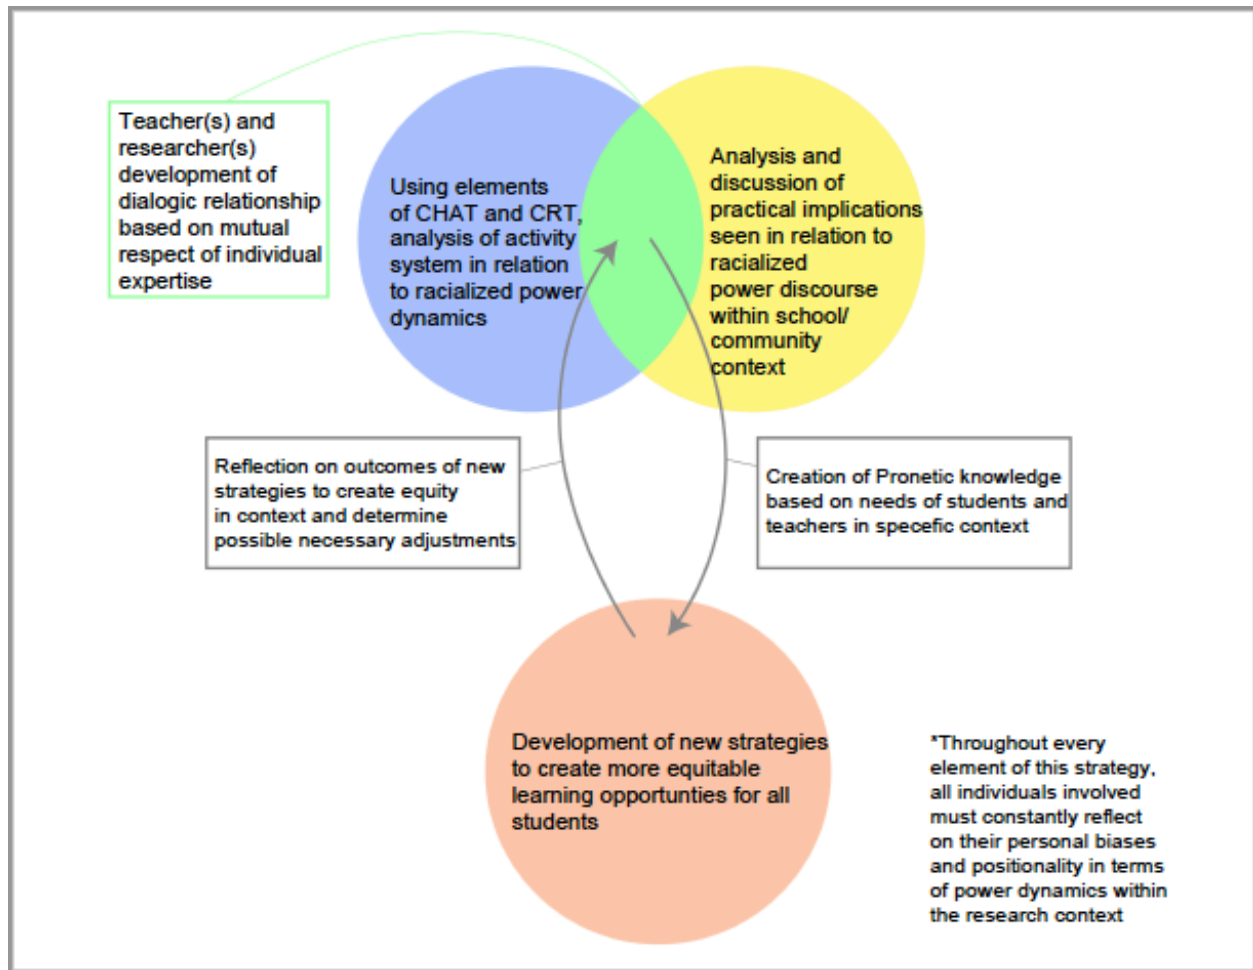 Teacher(s) and
researcher(s)
development of
dialogic relationship
based on mutual
respect of individual
expertise
Using elements
of CHAT and CRT,
analysis of activity
system in relation
to racialized power
dynamics
Analysis and
discussion of
practical implications
seen in relation to
racialized
power discourse
within school/
community
context
Reflection on outcomes of new
strategies to create equity
in context and determine
possible necessary adjustments
Creation of Pronetic knowledge
based on needs of students and
teachers in specefic context
Development of new strategies
to create more equitable
learning opportunties for all
students
*Throughout every
element of this strategy,
all individuals involved
must constantly reflect
on their personal biases
and positionality in terms
of power dynamics within
the research context